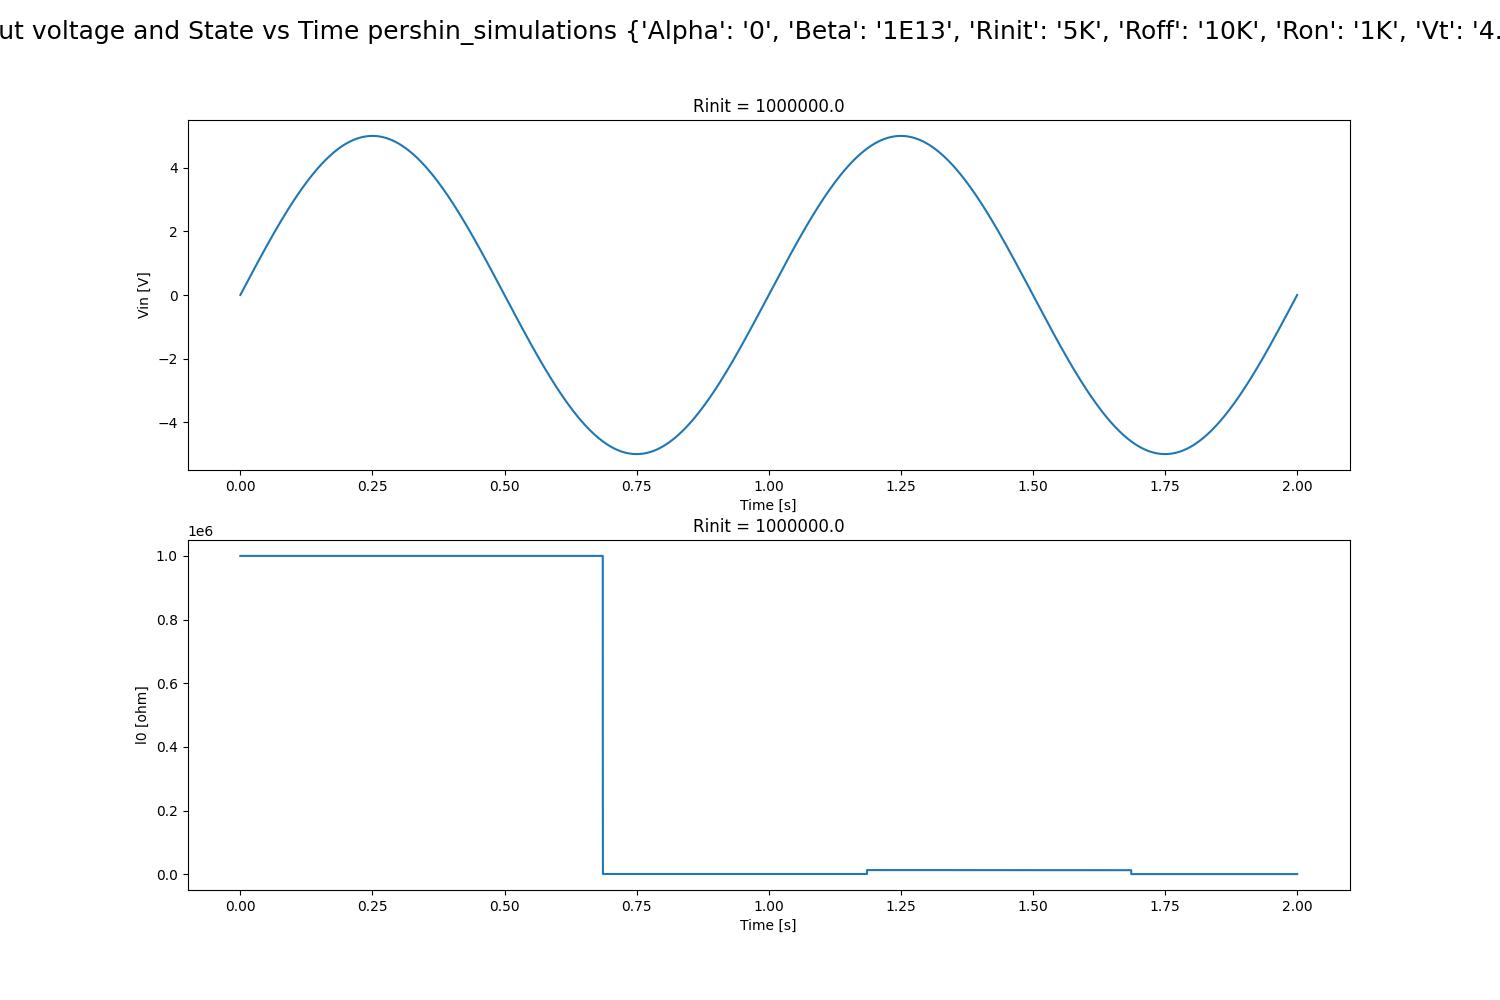 ut voltage and State vs Time pershin_simulations {'Alpha': '0', 'Beta': '1E13', 'Rinit': '5K', 'Roff': '10K', 'Ron': '1K', 'Vt': '4.
Rinit = 1000000.0
4
2
0
−2
−4
Vin [V]
0.00 0.25 0.50 0.75 1.00 1.25 1.50 1.75 2.00
Time [s]
Rinit = 1000000.0
1e6
1.0
0.8
0.6
0.4
0.2
0.0
I0 [ohm]
0.00 0.25 0.50 0.75 1.00 1.25 1.50 1.75 2.00
Time [s]